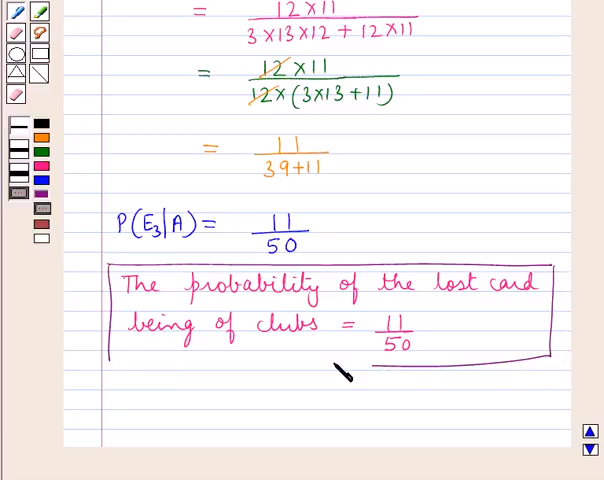 = 12×11 / 3×13×12 + 12×11
= 12×11 / 12×(3×13+11)
= 11 / 39+11
P(E₃|A) = 11 / 50
The probability of the lost card
being of clubs = 11 / 50